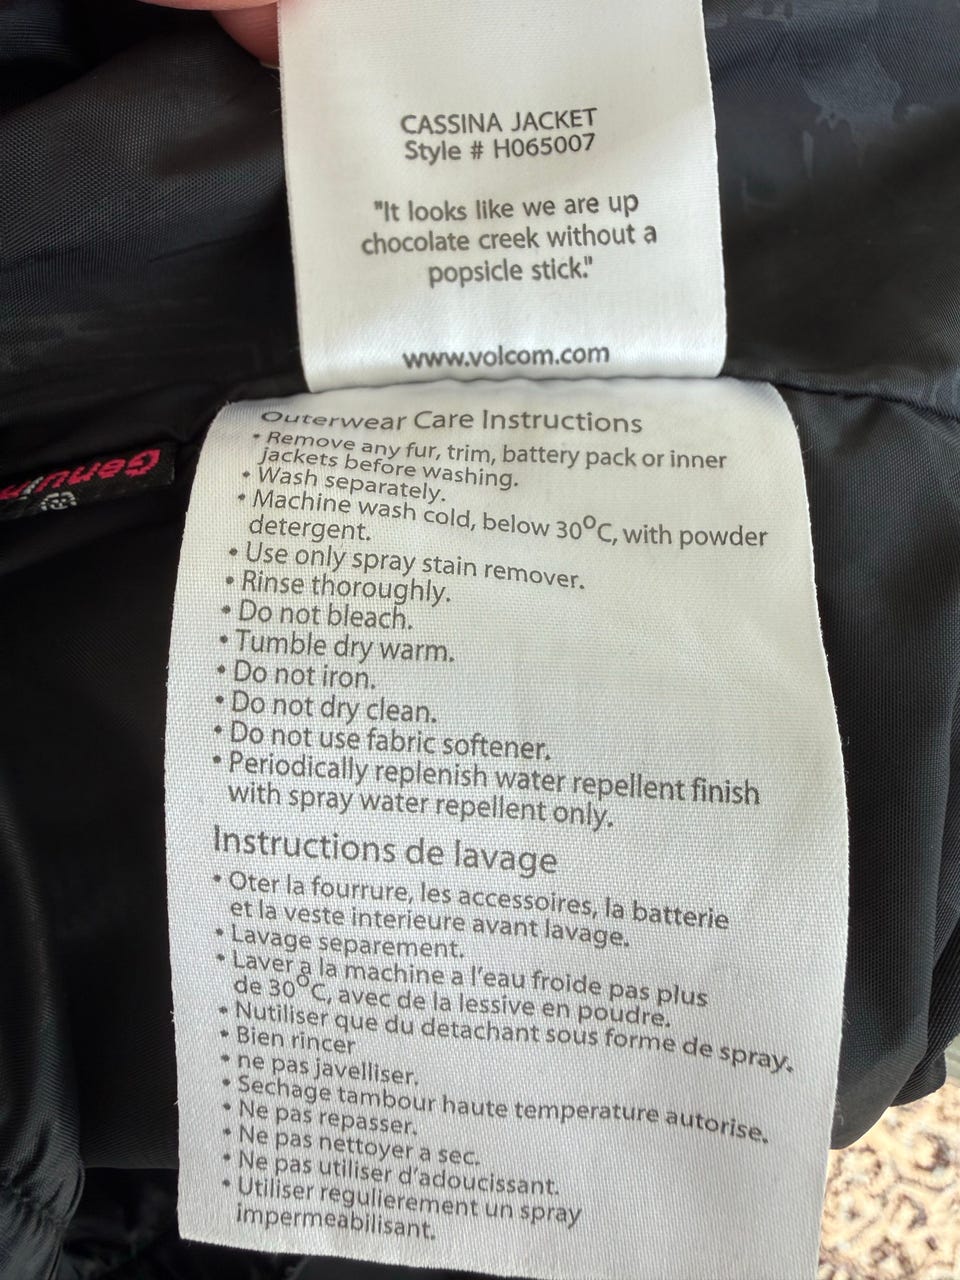 CASSINA JACKET
Style # H065007
"It looks like we are up
chocolate creek without a
popsicle stick."
www.volcom.com
Outerwear Care Instructions
• Remove any fur, trim, battery pack or inner
jackets before washing.
• Wash separately.
• Machine wash cold, below 30°C, with powder
detergent.
• Use only spray stain remover.
• Rinse thoroughly.
• Do not bleach.
• Tumble dry warm.
• Do not iron.
• Do not dry clean.
• Do not use fabric softener.
• Periodically replenish water repellent finish
with spray water repellent only.
Instructions de lavage
• Oter la fourrure, les accessoires, la batterie
et la veste interieure avant lavage.
• Lavage separement.
• Laver a la machine a l'eau froide pas plus
de 30°C, avec de la lessive en poudre.
• Nutiliser que du detachant sous forme de spray.
• Bien rincer
• ne pas javelliser.
• Sechage tambour haute temperature autorise.
• Ne pas repasser.
• Ne pas nettoyer a sec.
• Ne pas utiliser d'adoucissant.
• Utiliser regulierement un spray
impermeabilisant.